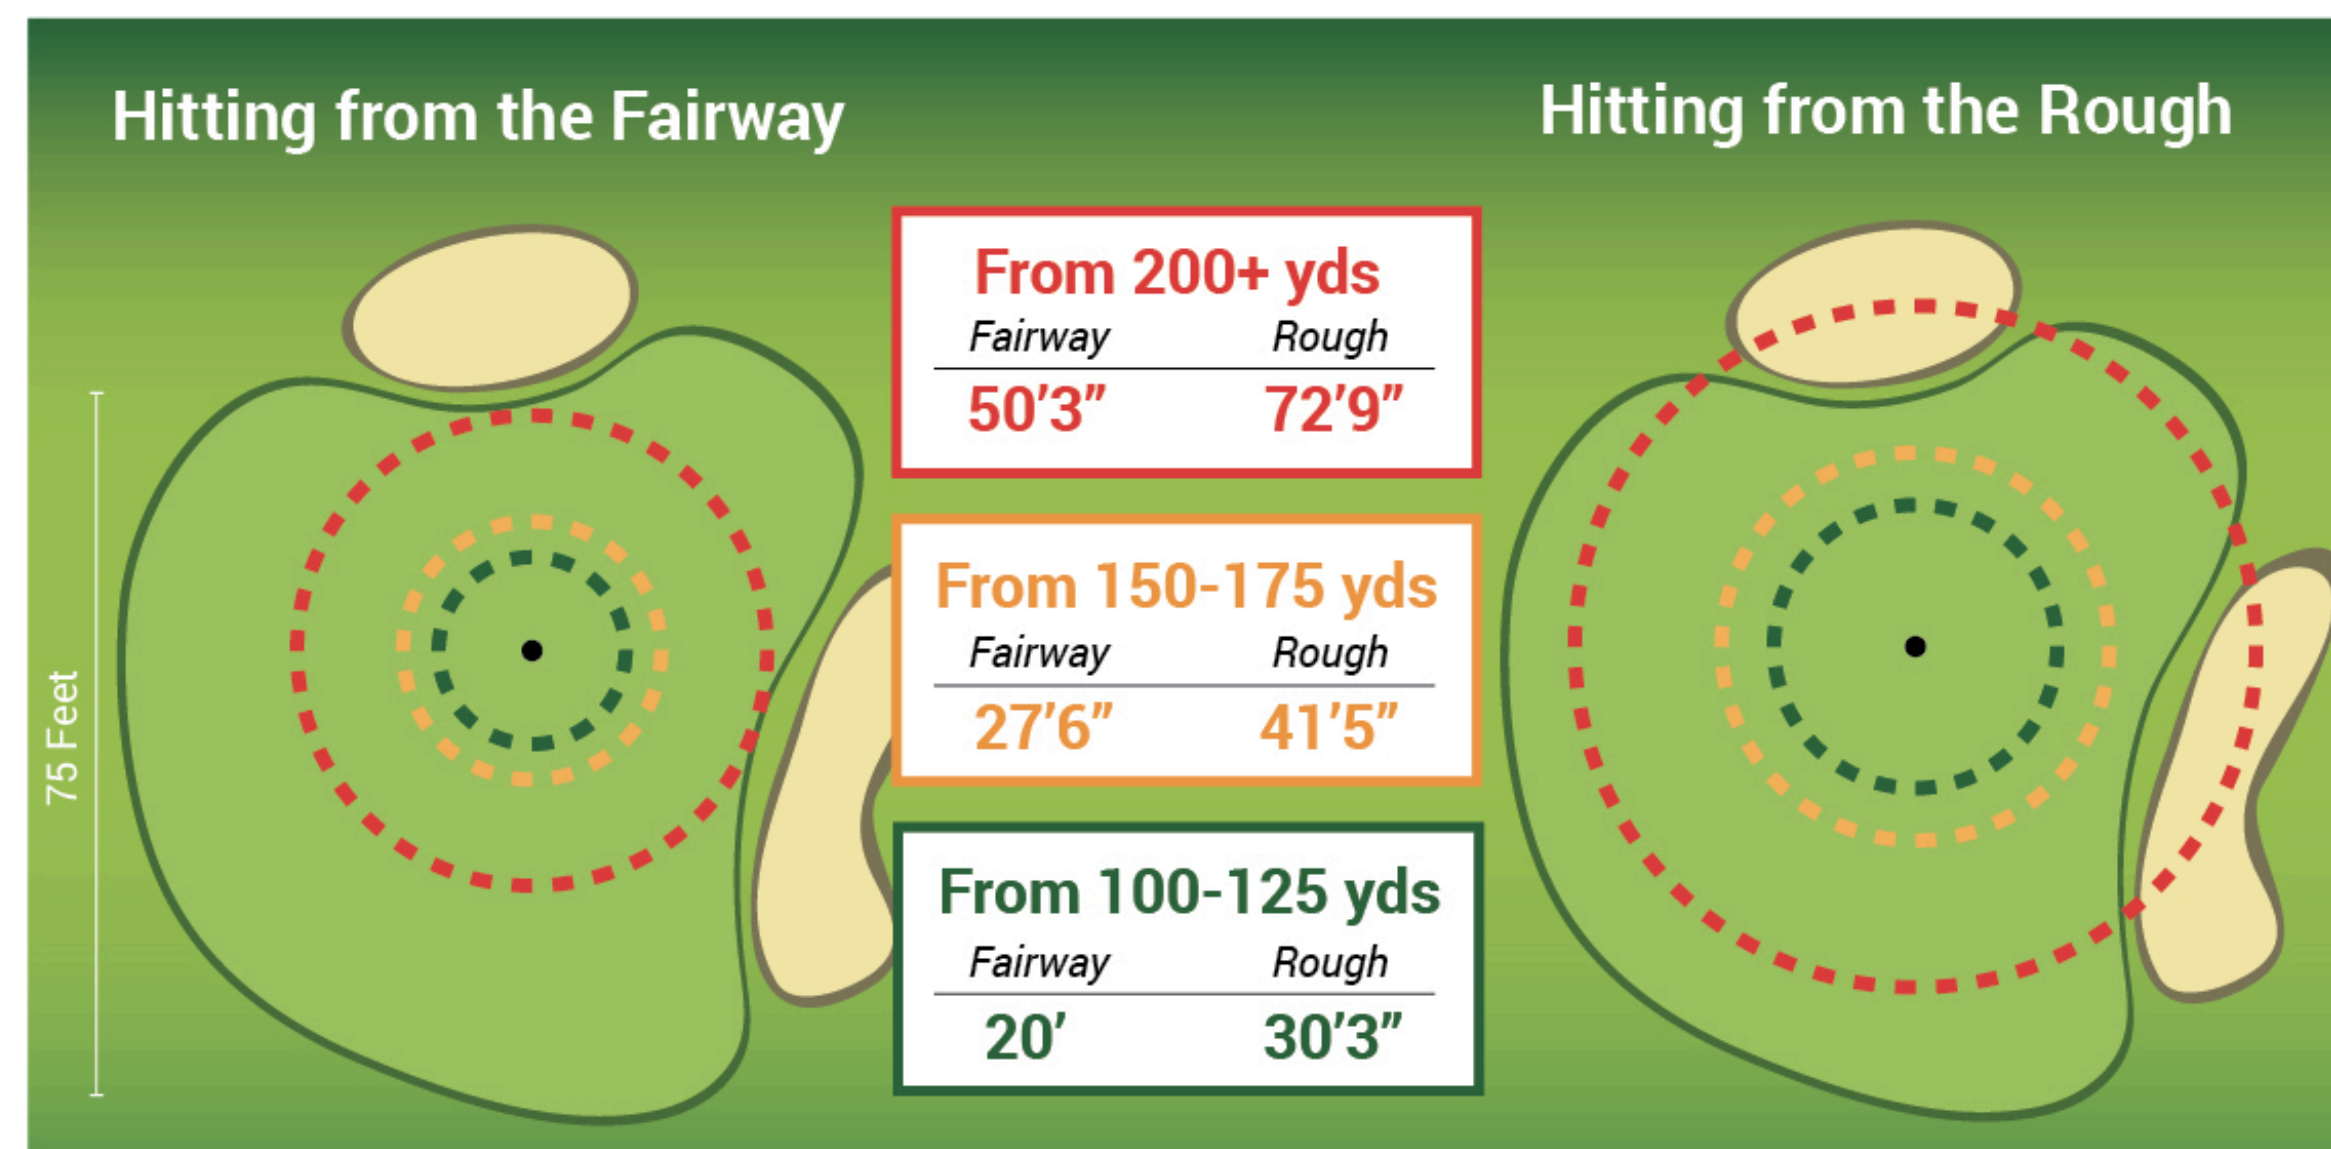 Hitting from the Fairway
Hitting from the Rough
75 Feet
From 200+ yds
Fairway Rough
50’3” 72’9”
From 150-175 yds
Fairway Rough
27’6” 41’5”
From 100-125 yds
Fairway Rough
20’ 30’3”